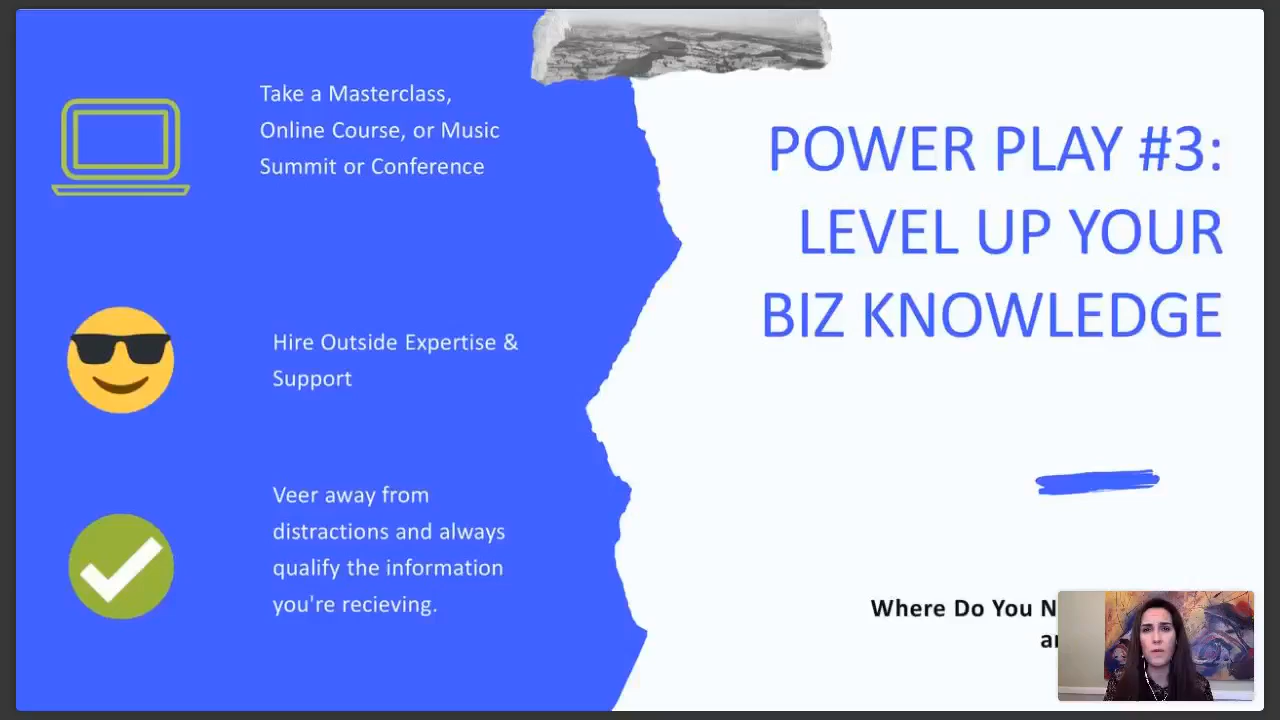 Take a Masterclass,
Online Course, or Music
Summit or Conference
Hire Outside Expertise &
Support
Veer away from
distractions and always
qualify the information
you're recieving.
POWER PLAY #3:
LEVEL UP YOUR
BIZ KNOWLEDGE
Where Do You